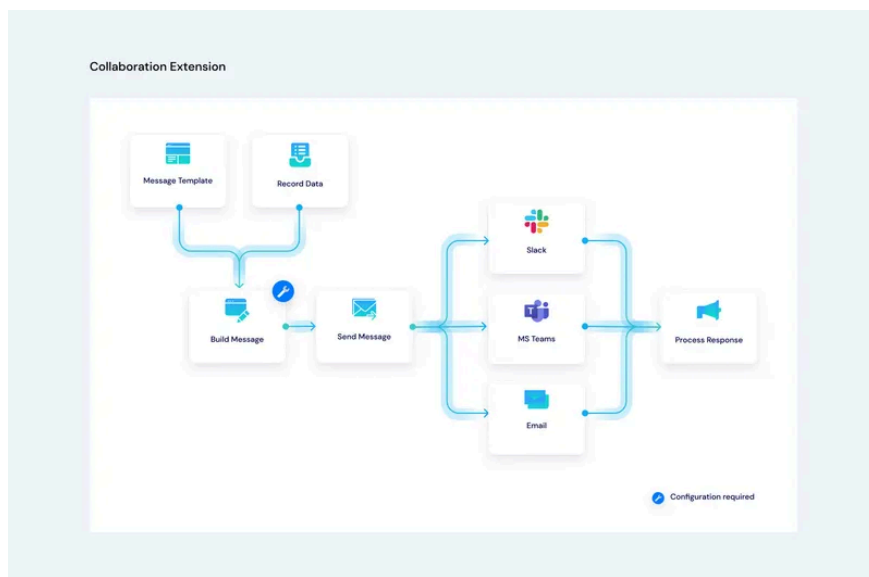 Collaboration Extension
Message Template
Record Data
Slack
Build Message
Send Message
MS Teams
Process Response
Email
Configuration required